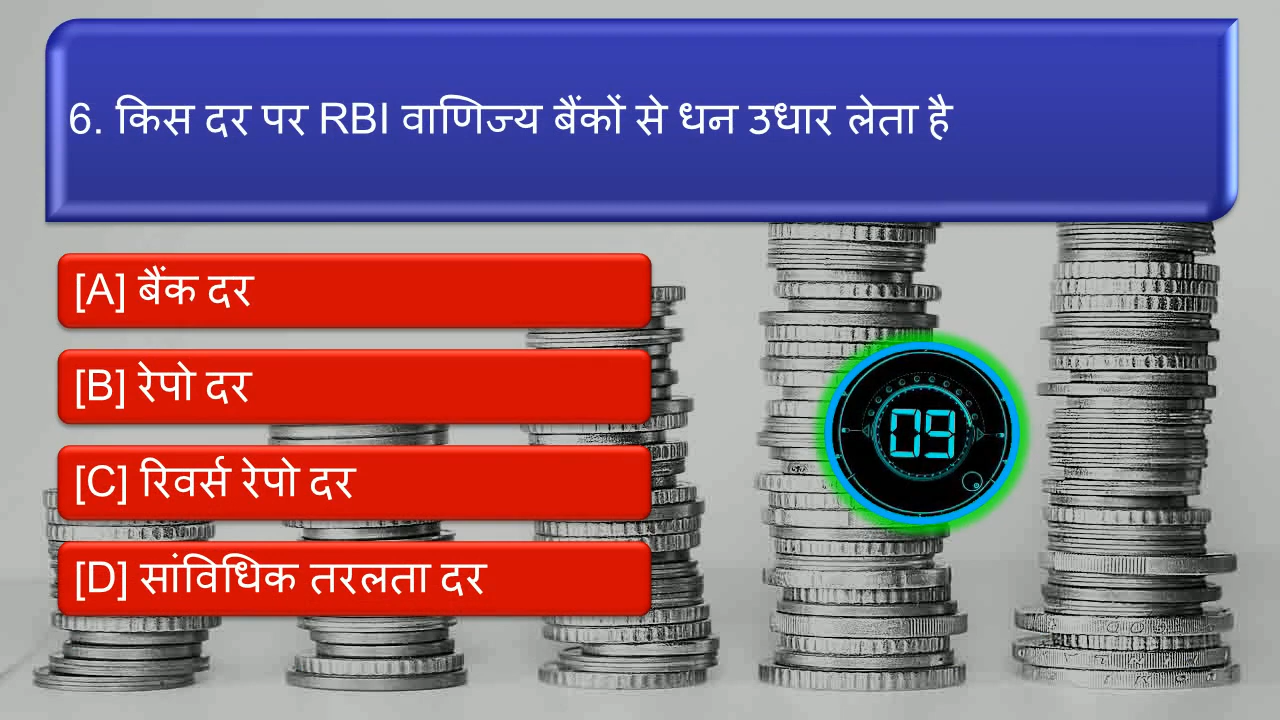 6. किस दर पर RBI वाणिज्य बैंकों से धन उधार लेता है
[A] बैंक दर
[B] रेपो दर
09
[C] रिवर्स रेपो दर
[D] सांविधिक तरलता दर